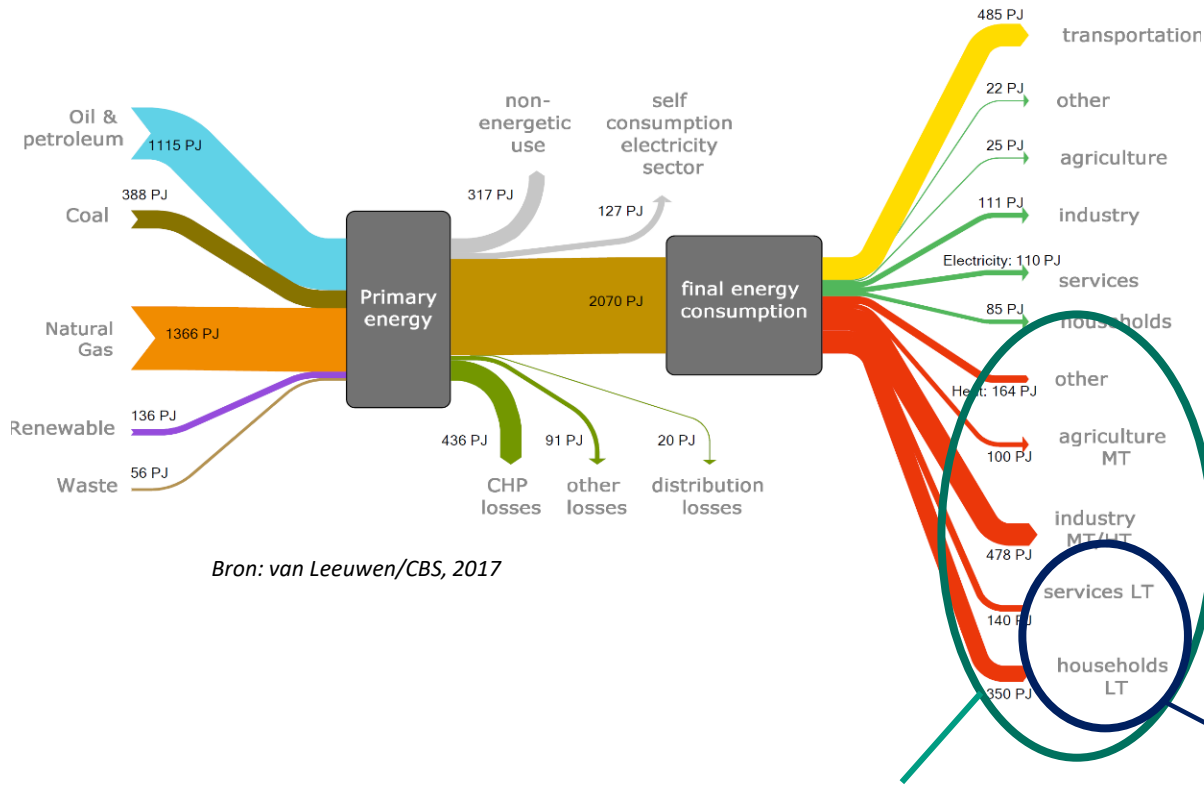 Oil &
petroleum
1115 PJ
Coal
388 PJ
Natural
Gas
1366 PJ
Renewable
136 PJ
Waste
56 PJ
Primary
energy
non-
energetic
use
317 PJ
self
consumption
electricity
sector
127 PJ
2070 PJ
436 PJ
CHP
losses
91 PJ
other
losses
20 PJ
distribution
losses
final energy
consumption
485 PJ
transportation
22 PJ
other
25 PJ
agriculture
111 PJ
industry
Electricity: 110 PJ
services
85 PJ
households
other
Heat: 164 PJ
agriculture
MT
100 PJ
industry
MT/HT
478 PJ
services LT
140 PJ
households
LT
350 PJ
Bron: van Leeuwen/CBS, 2017